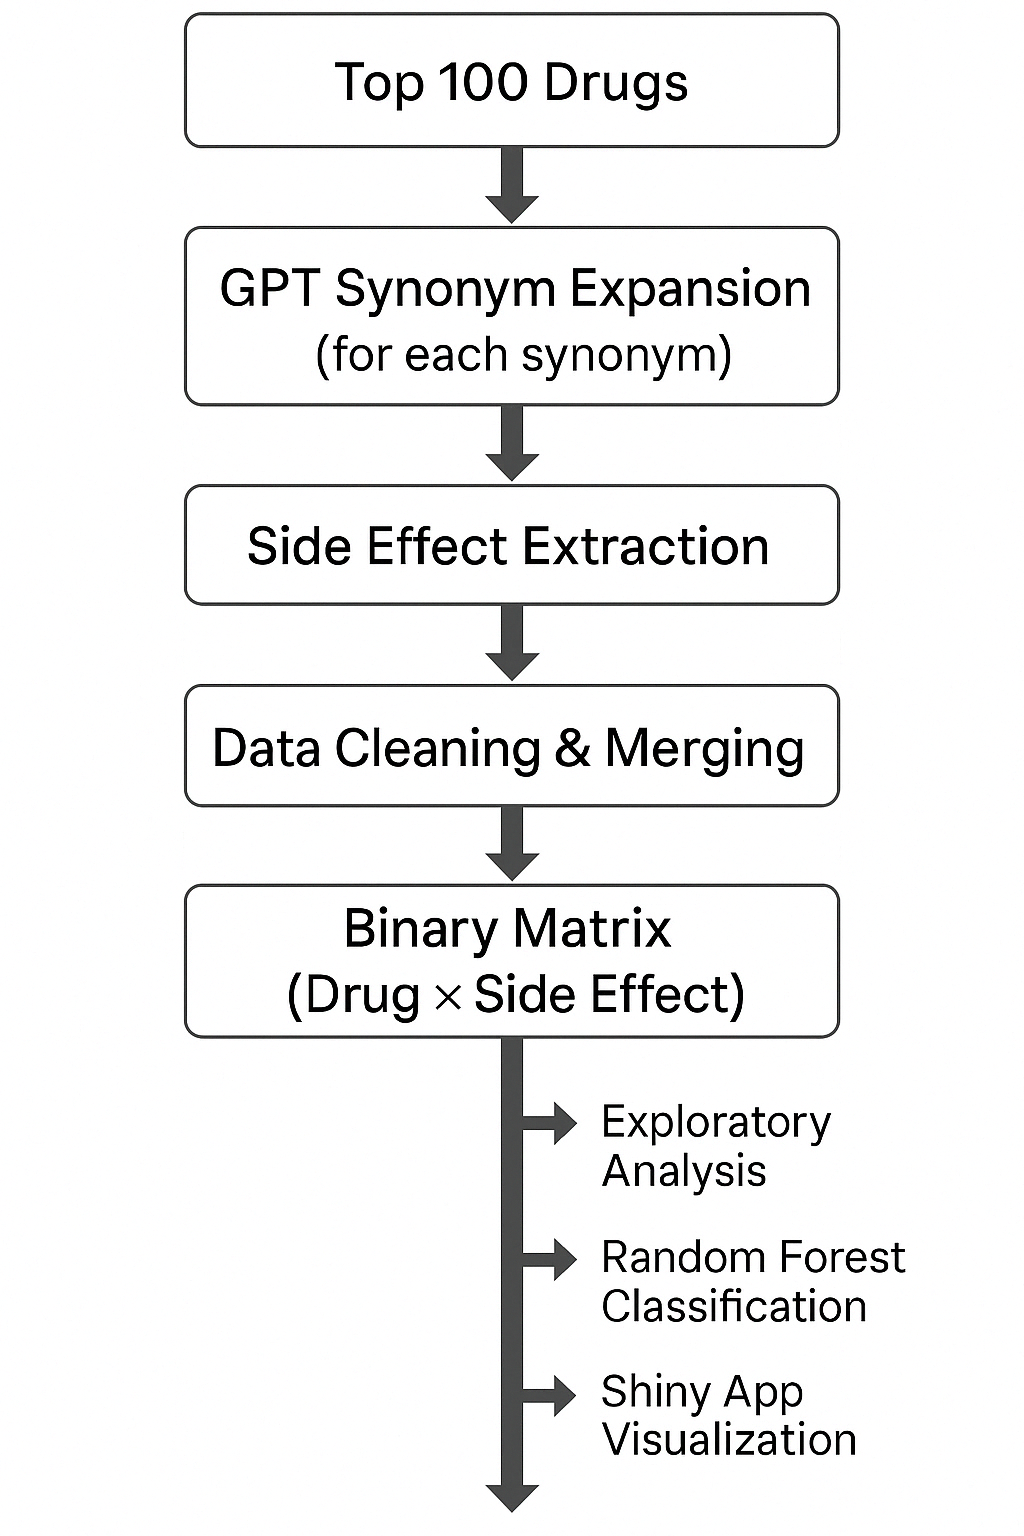 Top 100 Drugs
GPT Synonym Expansion
(for each synonym)
Side Effect Extraction
Data Cleaning & Merging
Binary Matrix
(Drug × Side Effect)
Exploratory
Analysis
Random Forest
Classification
Shiny App
Visualization